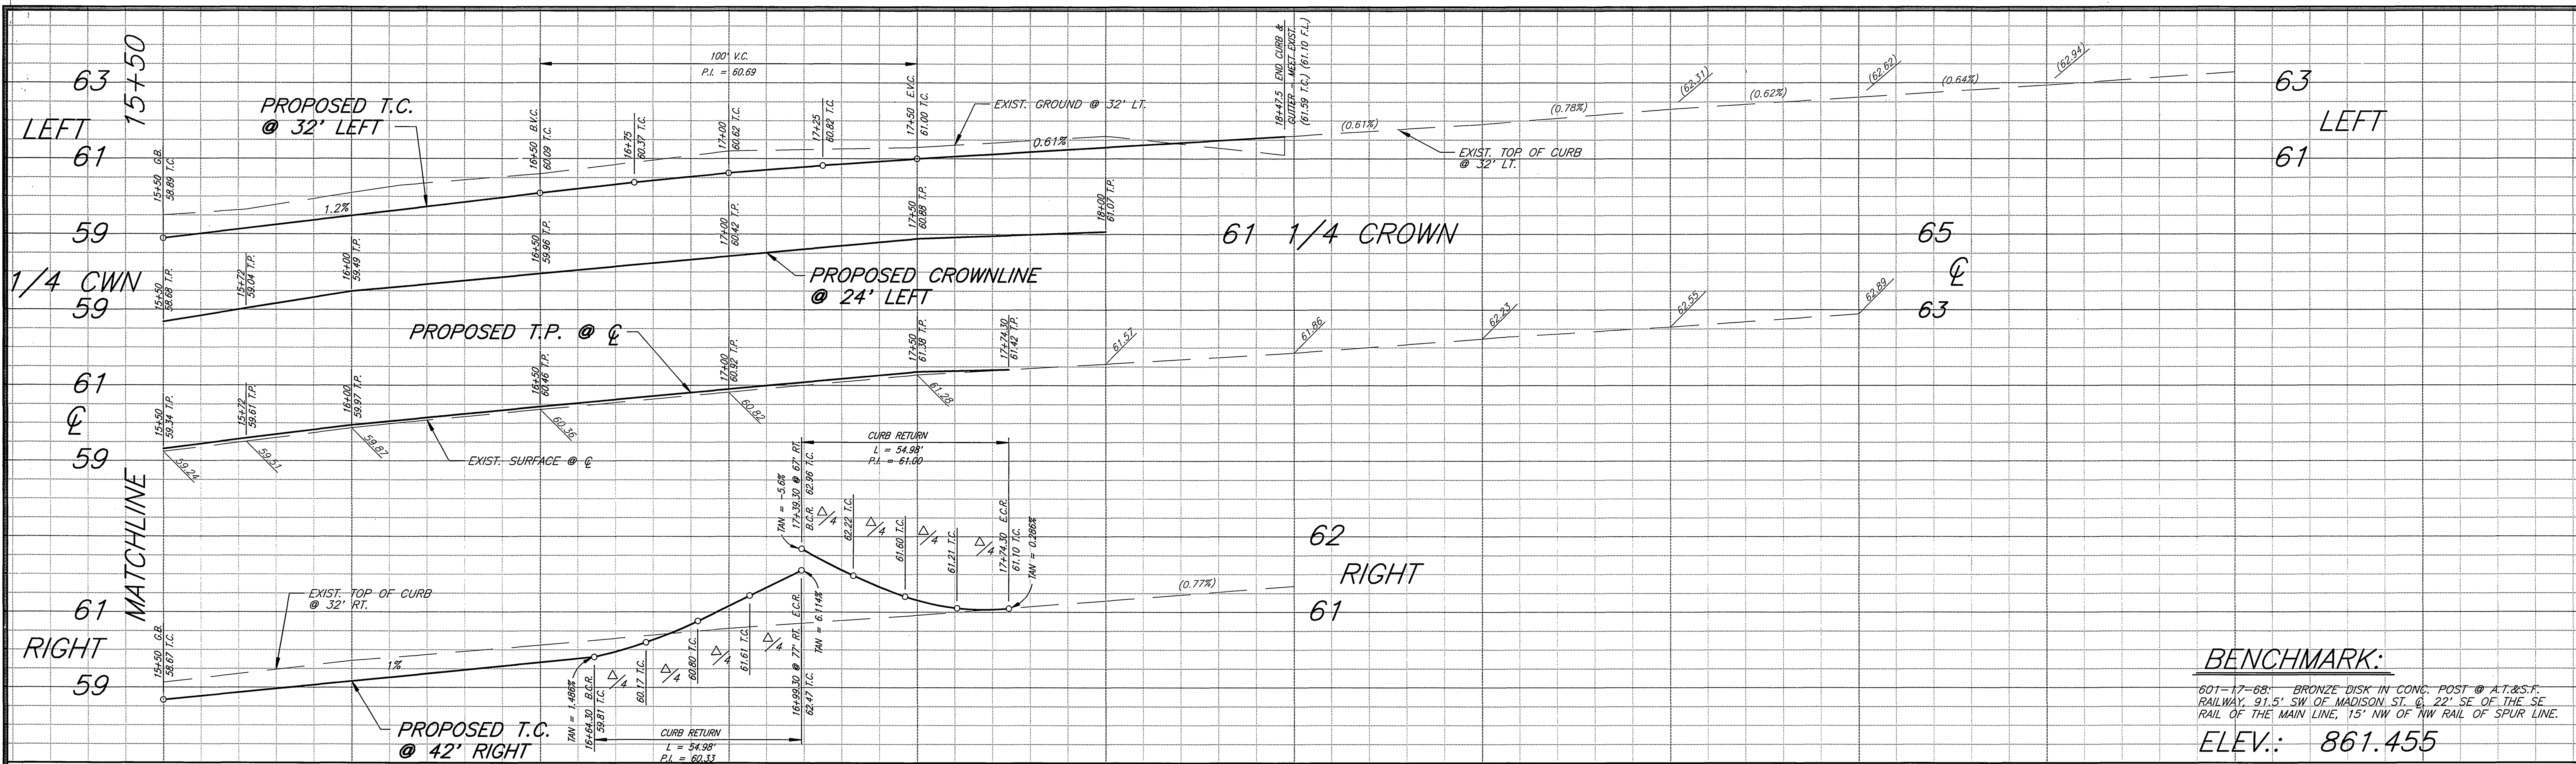 15+50
63
LEFT
61
59
1/4 CWN
59
61
℄
59
MATCHLINE
61
RIGHT
59
PROPOSED T.C.
@ 32' LEFT
15+50 G.B.
58.89 T.C.
1.2%
100' V.C.
P.I. = 60.69
16+50 B.V.C.
60.09 T.C.
16+75
60.37 T.C.
17+00
60.62 T.C.
17+25
60.82 T.C.
17+50 E.V.C.
61.00 T.C.
EXIST. GROUND @ 32' LT.
0.61%
18+47.5 END CURB &
GUTTER - MEET EXIST.
(61.59 T.C.) (61.10 F.L.)
(0.61%)
EXIST. TOP OF CURB
@ 32' LT.
(0.78%)
(62.31)
(0.62%)
(62.62)
(0.64%)
(62.94)
63
LEFT
61
15+50
58.68 T.P.
15+72
59.04 T.P.
16+00
59.49 T.P.
16+50
59.96 T.P.
17+00
60.42 T.P.
17+50
60.88 T.P.
18+00
61.07 T.P.
PROPOSED CROWNLINE
@ 24' LEFT
61 1/4 CROWN
65
℄
63
PROPOSED T.P. @ ℄
15+50
59.34 T.P.
15+72
59.61 T.P.
16+00
59.97 T.P.
16+50
60.46 T.P.
17+00
60.92 T.P.
17+50
61.38 T.P.
17+74.30
61.42 T.P.
61.57
61.86
62.23
62.55
62.89
59.24
59.51
59.87
60.36
60.82
61.28
EXIST. SURFACE @ ℄
CURB RETURN
L = 54.98'
P.I. = 61.00
TAN = -5.6%
17+39.30 @ 67' RT.
B.C.R. 62.96 T.C.
Δ/4
62.22 T.C.
Δ/4
61.60 T.C.
Δ/4
61.21 T.C.
Δ/4
17+74.30 E.C.R.
61.10 T.C.
TAN = 0.286%
(0.77%)
62
RIGHT
61
EXIST. TOP OF CURB
@ 32' RT.
15+50 G.B.
58.67 T.C.
1%
PROPOSED T.C.
@ 42' RIGHT
TAN = 1.486%
16+64.30 B.C.R.
59.81 T.C.
Δ/4
60.17 T.C.
Δ/4
60.80 T.C.
Δ/4
61.61 T.C.
Δ/4
16+99.30 @ 77' RT. E.C.R.
62.47 T.C.
TAN = 6.114%
CURB RETURN
L = 54.98'
P.I. = 60.33
BENCHMARK:
601-17-68: BRONZE DISK IN CONC. POST @ A.T.&S.F.
RAILWAY, 91.5' SW OF MADISON ST. ℄, 22' SE OF THE SE
RAIL OF THE MAIN LINE, 15' NW OF NW RAIL OF SPUR LINE.
ELEV.: 861.455